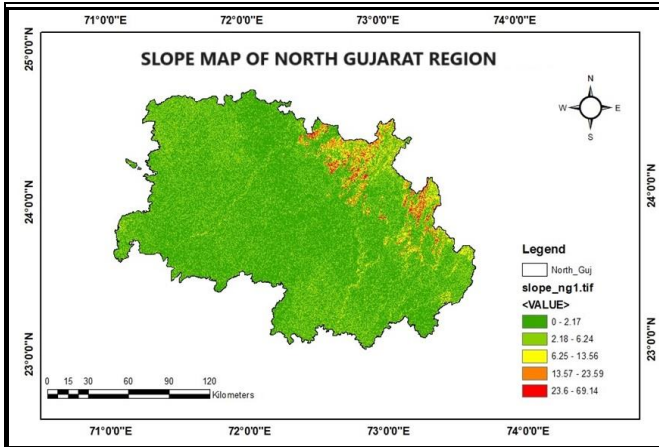 71°0'0"E 72°0'0"E 73°0'0"E 74°0'0"E
SLOPE MAP OF NORTH GUJARAT REGION
25°0'0"N
N
W E
S
24°0'0"N 24°0'0"N
23°0'0"N 23°0'0"N
Legend
North_Guj
slope_ng1.tif
<VALUE>
0 - 2.17
2.18 - 6.24
6.25 - 13.56
13.57 - 23.59
23.6 - 69.14
0 15 30 60 90 120
Kilometers
71°0'0"E 72°0'0"E 73°0'0"E 74°0'0"E